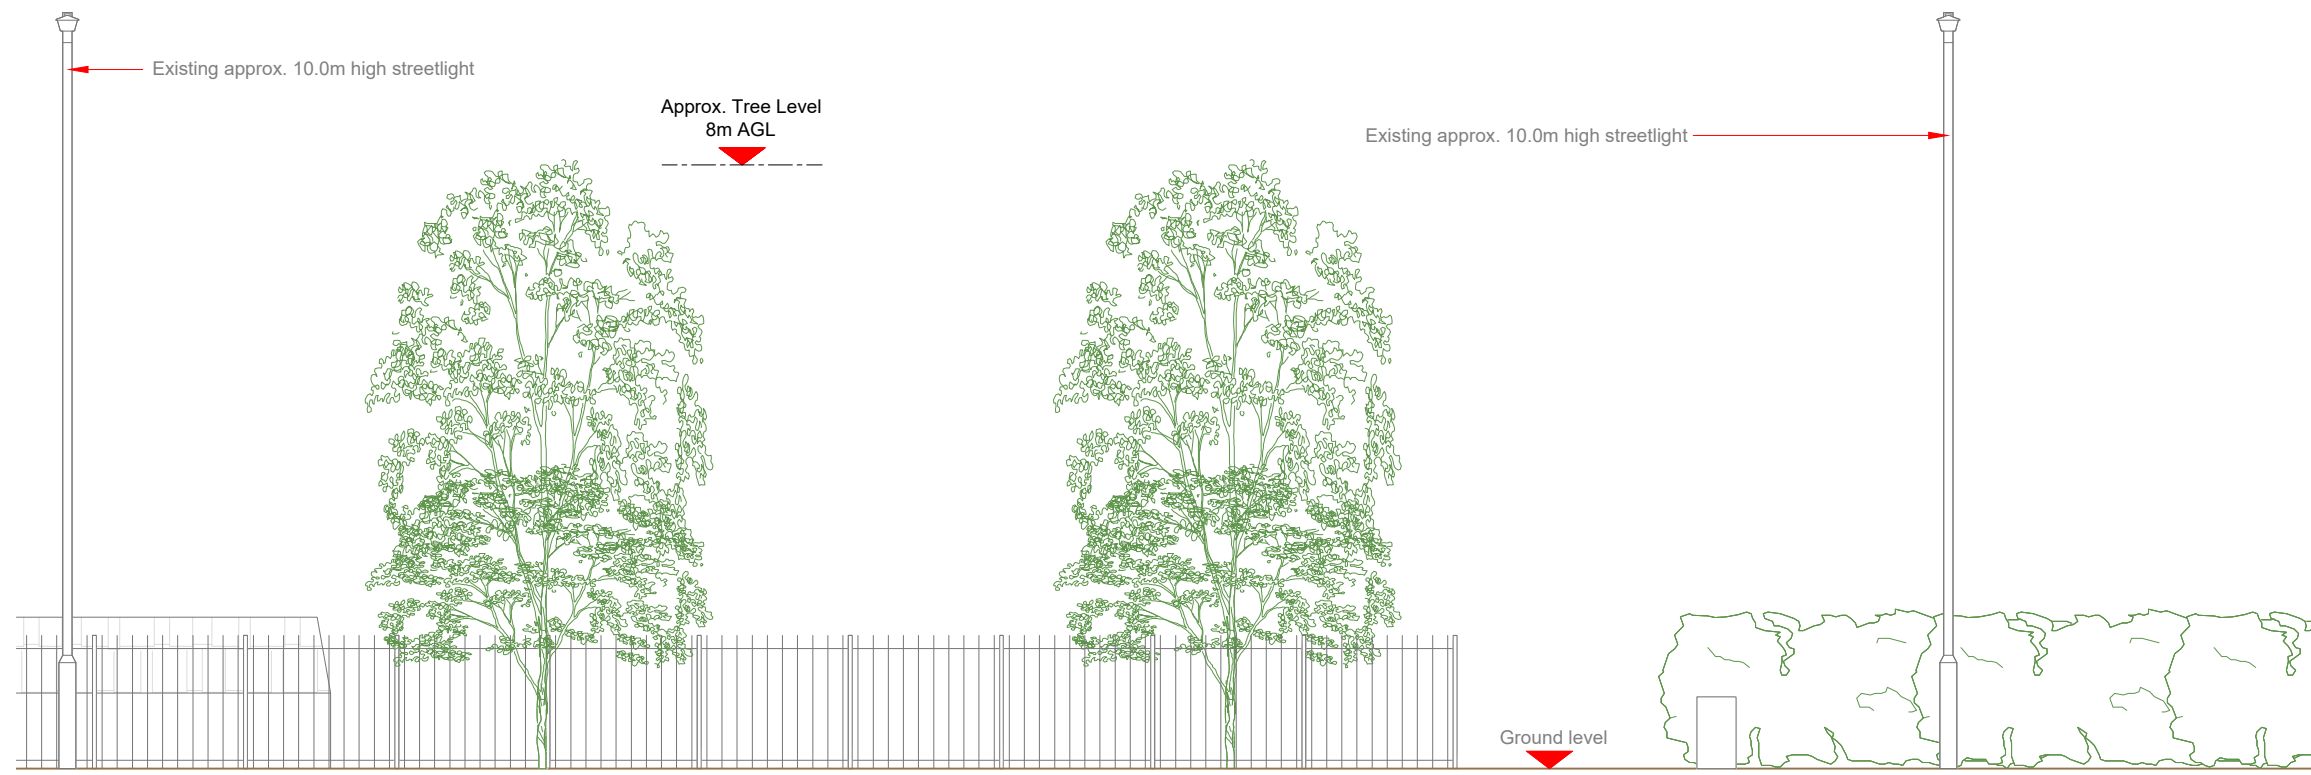 Existing approx. 10.0m high streetlight
Approx. Tree Level
8m AGL
Existing approx. 10.0m high streetlight
Ground level